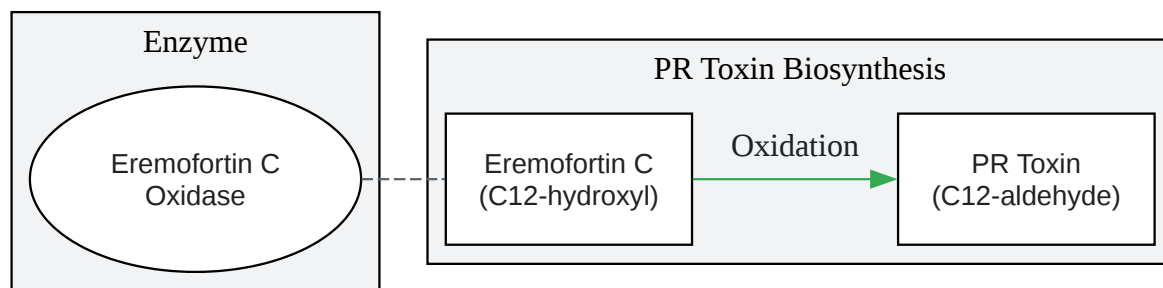 Enzyme
Eremofortin C
Oxidase
PR Toxin Biosynthesis
Eremofortin C
(C12-hydroxyl)
Oxidation
PR Toxin
(C12-aldehyde)